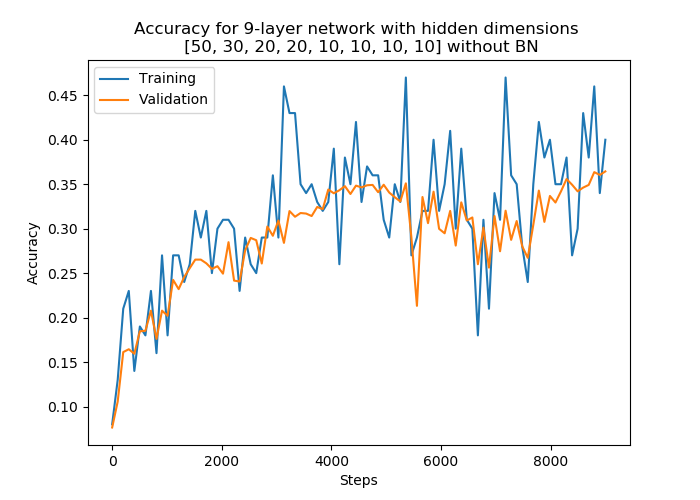 Accuracy for 9-layer network with hidden dimensions
[50, 30, 20, 20, 10, 10, 10, 10] without BN
Training
Validation
0.45
0.40
0.35
0.30
0.25
0.20
0.15
0.10
Accuracy
0 2000 4000 6000 8000
Steps